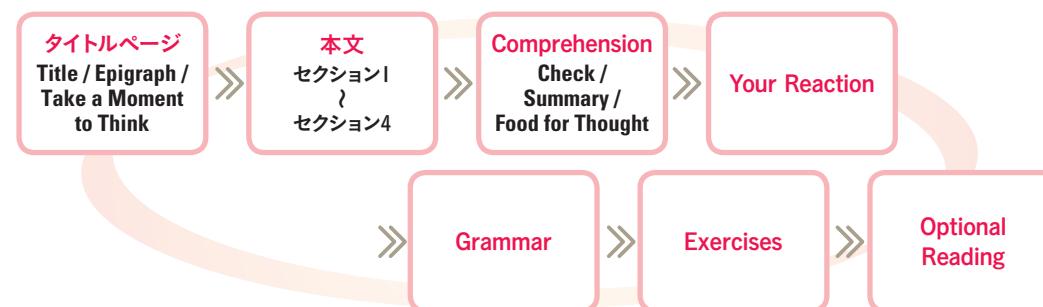 タイトルページ
Title / Epigraph /
Take a Moment
to Think
本文
セクション1
〜
セクション4
Comprehension
Check /
Summary /
Food for Thought
Your Reaction
Grammar
Exercises
Optional
Reading